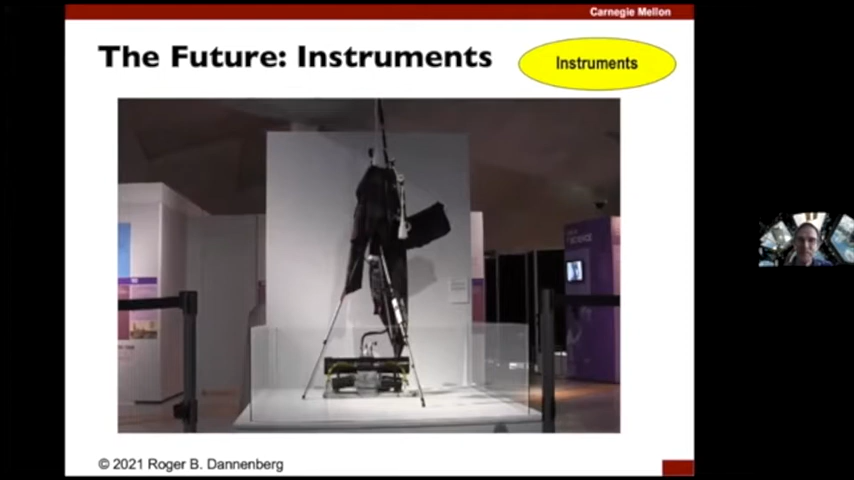 Carnegie Mellon
The Future: Instruments
Instruments
© 2021 Roger B. Dannenberg